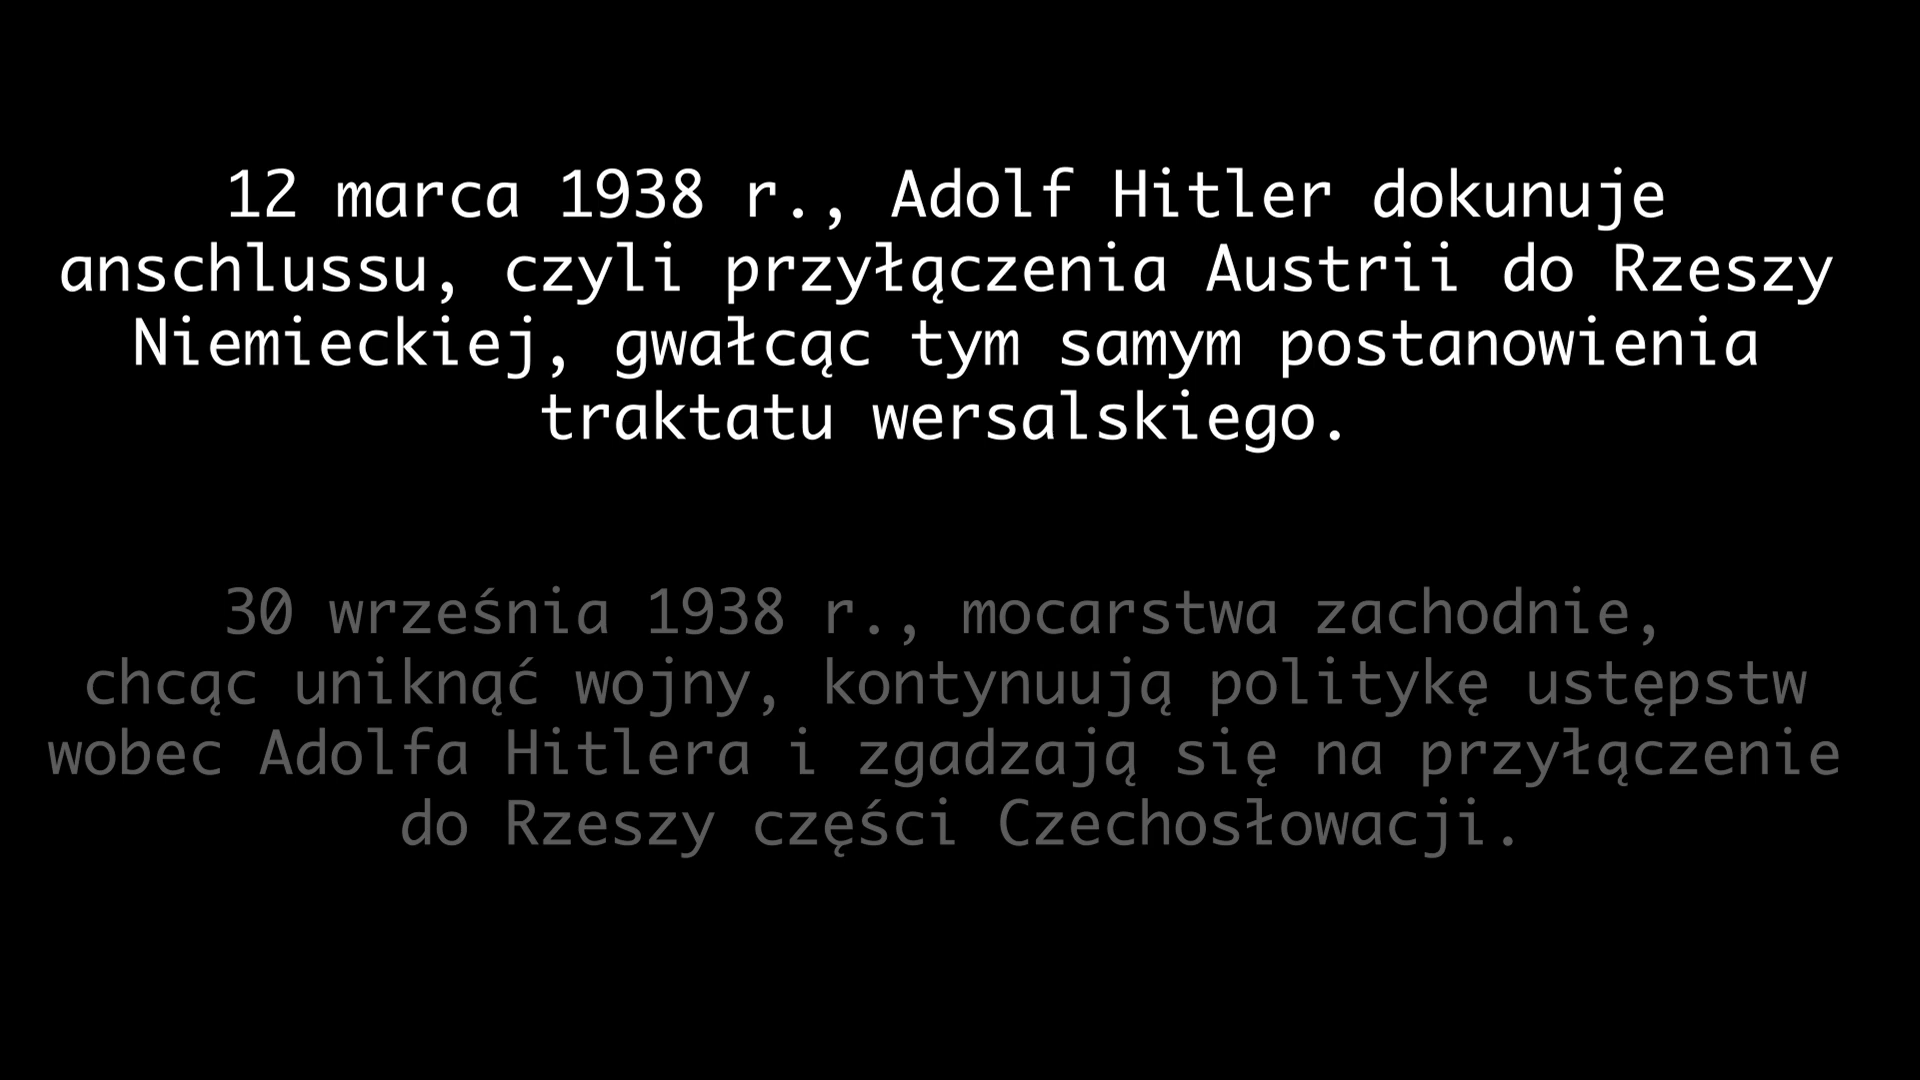 12 marca 1938 r., Adolf Hitler dokunuje
anschlussu, czyli przyłączenia Austrii do Rzeszy
Niemieckiej, gwałcąc tym samym postanowienia
traktatu wersalskiego.
30 września 1938 r., mocarstwa zachodnie,
chcąc uniknąć wojny, kontynuują politykę ustępstw
wobec Adolfa Hitlera i zgadzają się na przyłączenie
do Rzeszy części Czechosłowacji.